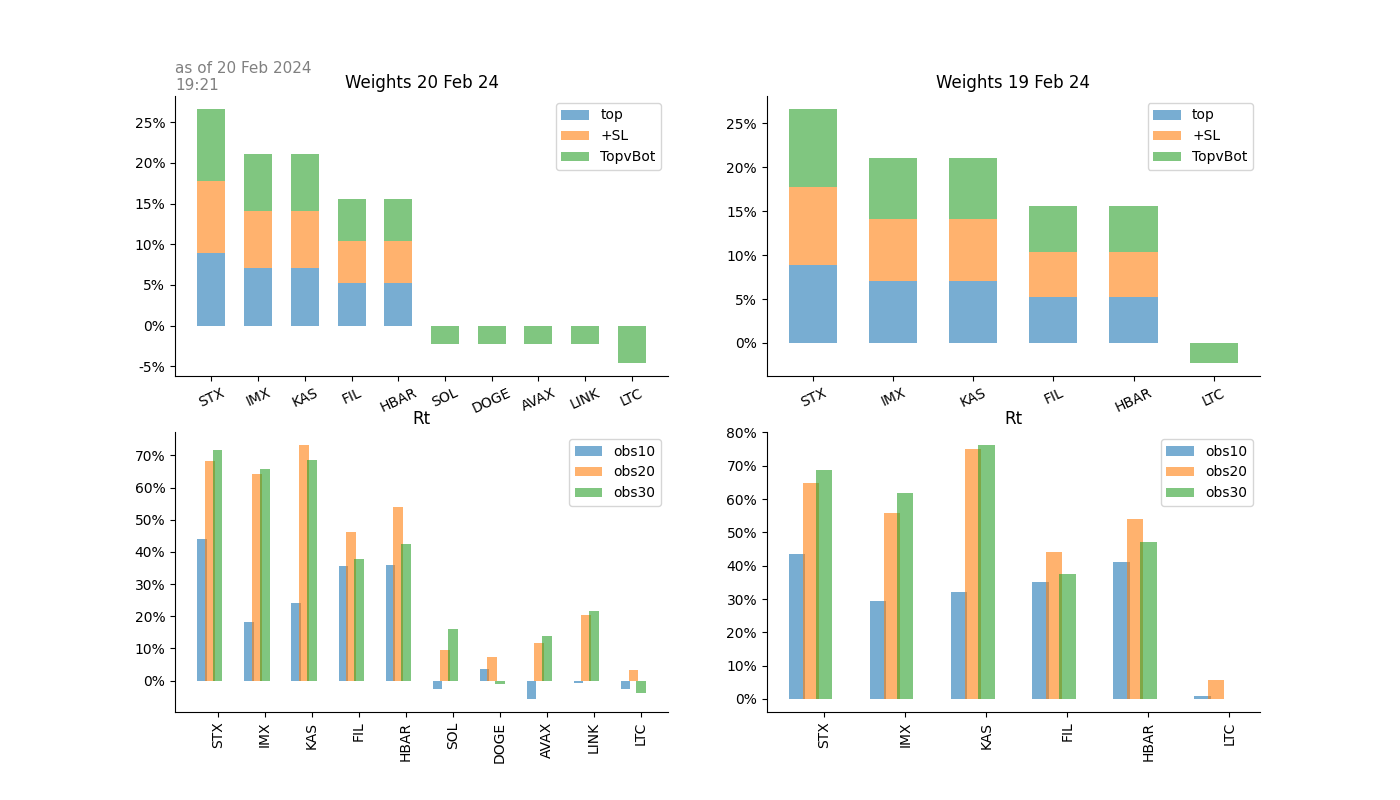 as of 20 Feb 2024
19:21
Weights 20 Feb 24
25%
20%
15%
10%
5%
0%
-5%
top
+SL
TopvBot
STX
IMX
KAS
FIL
HBAR
SOL
DOGE
AVAX
LINK
LTC
Weights 19 Feb 24
25%
20%
15%
10%
5%
0%
top
+SL
TopvBot
STX
IMX
KAS
FIL
HBAR
LTC
Rt
70%
60%
50%
40%
30%
20%
10%
0%
obs10
obs20
obs30
STX
IMX
KAS
FIL
HBAR
SOL
DOGE
AVAX
LINK
LTC
Rt
80%
70%
60%
50%
40%
30%
20%
10%
0%
obs10
obs20
obs30
STX
IMX
KAS
FIL
HBAR
LTC